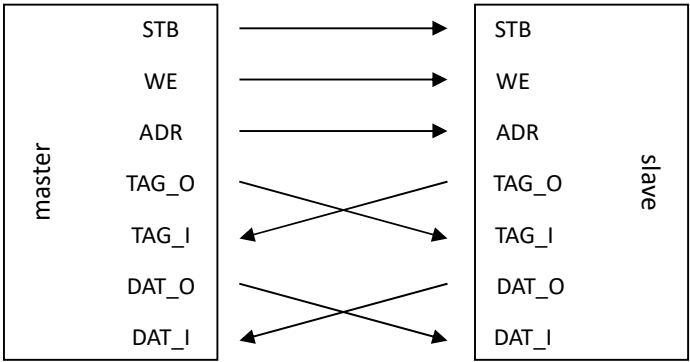 master
STB
WE
ADR
TAG_O
TAG_I
DAT_O
DAT_I
STB
WE
ADR
TAG_O
TAG_I
DAT_O
DAT_I
slave